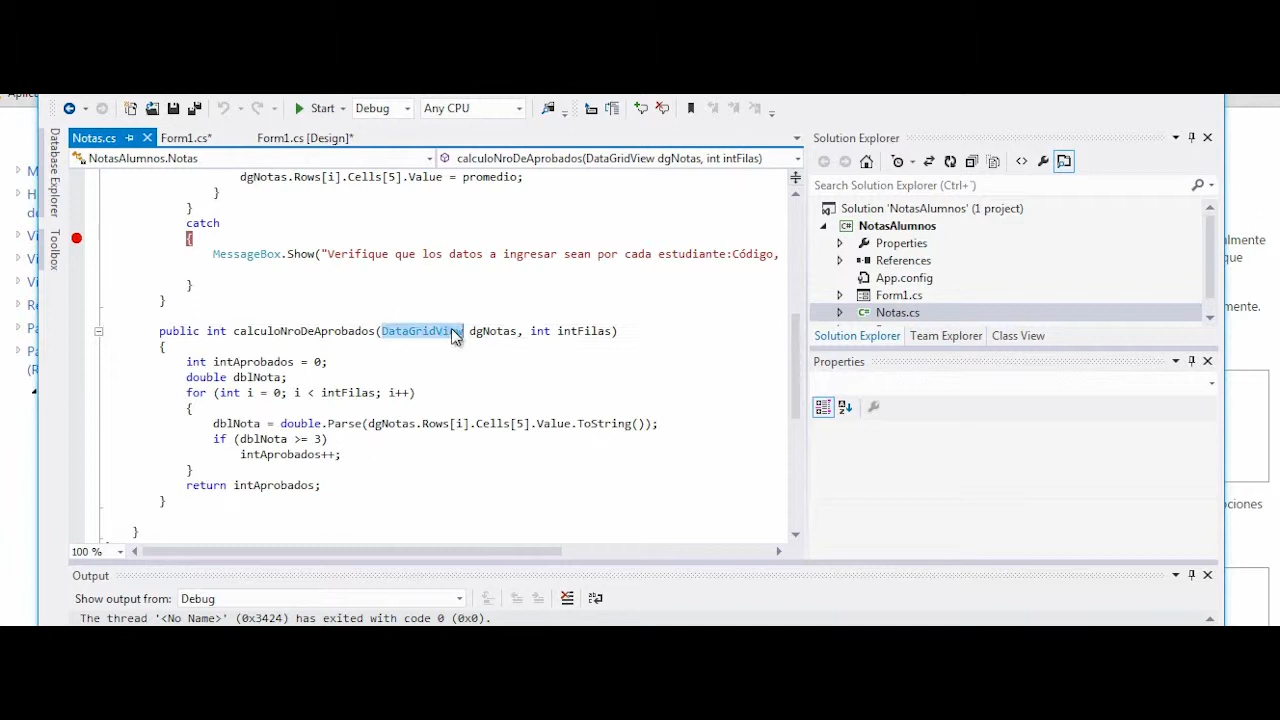 Aplic
Start
Debug
Any CPU
Notas.cs
Form1.cs*
Form1.cs [Design]*
NotasAlumnos.Notas
calculoNroDeAprobados(DataGridView dgNotas, int intFilas)
Database Explorer
Toolbox
dgNotas.Rows[i].Cells[5].Value = promedio;
}
}
catch
{
MessageBox.Show("Verifique que los datos a ingresar sean por cada estudiante:Código,
}
}
public int calculoNroDeAprobados(DataGridView dgNotas, int intFilas)
{
int intAprobados = 0;
double dblNota;
for (int i = 0; i < intFilas; i++)
{
dblNota = double.Parse(dgNotas.Rows[i].Cells[5].Value.ToString());
if (dblNota >= 3)
intAprobados++;
}
return intAprobados;
}
}
100 %
Solution Explorer
Search Solution Explorer (Ctrl+¨)
Solution 'NotasAlumnos' (1 project)
NotasAlumnos
Properties
References
App.config
Form1.cs
Notas.cs
Solution Explorer
Team Explorer
Class View
Properties
Output
Show output from:
Debug
The thread '<No Name>' (0x3424) has exited with code 0 (0x0).
almente
que
mente.
pciones